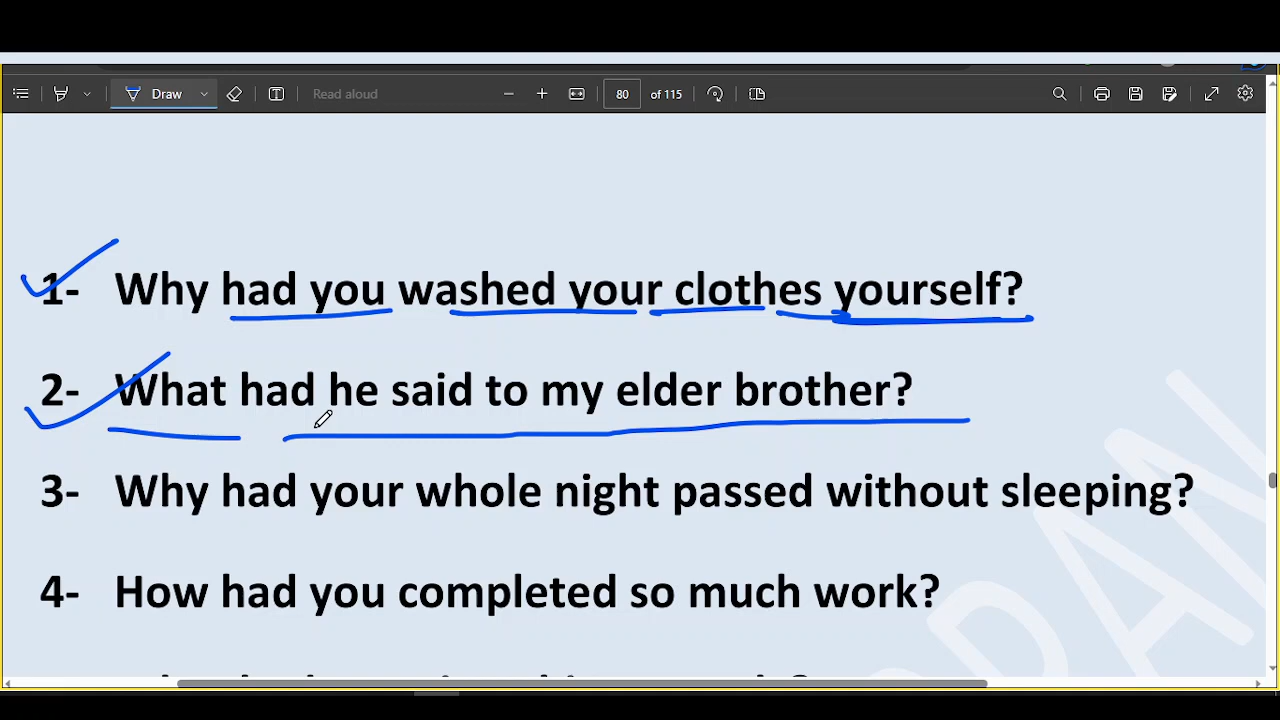 Draw
Read aloud
80 of 115
1- Why had you washed your clothes yourself?
2- What had he said to my elder brother?
3- Why had your whole night passed without sleeping?
4- How had you completed so much work?